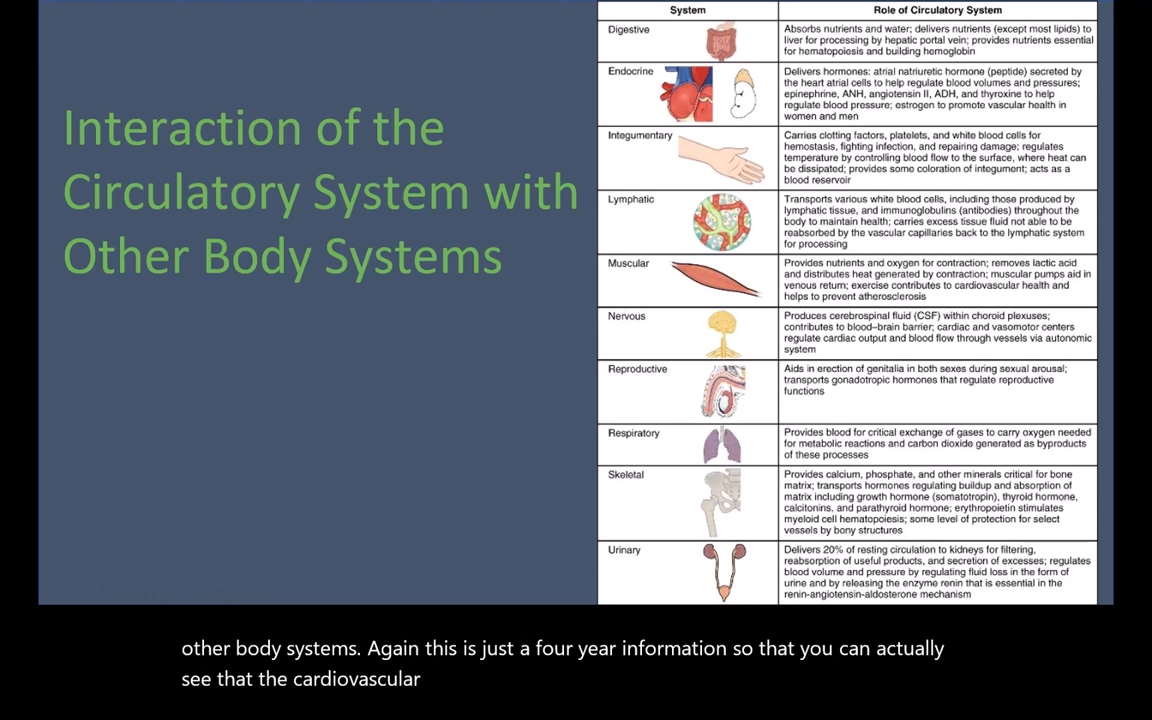 Interaction of the
Circulatory System with
Other Body Systems
System
Role of Circulatory System
Digestive
Absorbs nutrients and water; delivers nutrients (except most lipids) to
liver for processing by hepatic portal vein; provides nutrients essential
for hematopoiesis and building hemoglobin
Endocrine
Delivers hormones: atrial natriuretic hormone (peptide) secreted by
the heart atrial cells to help regulate blood volumes and pressures;
epinephrine, ANH, angiotensin II, ADH, and thyroxine to help
regulate blood pressure; estrogen to promote vascular health in
women and men
Integumentary
Carries clotting factors, platelets, and white blood cells for
hemostasis, fighting infection, and repairing damage; regulates
temperature by controlling blood flow to the surface, where heat can
be dissipated; provides some coloration of integument; acts as a
blood reservoir
Lymphatic
Transports various white blood cells, including those produced by
lymphatic tissue, and immunoglobulins (antibodies) throughout the
body to maintain health; carries excess tissue fluid not able to be
reabsorbed by the vascular capillaries back to the lymphatic system
for processing
Muscular
Provides nutrients and oxygen for contraction; removes lactic acid
and distributes heat generated by contraction; muscular pumps aid in
venous return; exercise contributes to cardiovascular health and
helps to prevent atherosclerosis
Nervous
Produces cerebrospinal fluid (CSF) within choroid plexuses;
contributes to blood–brain barrier; cardiac and vasomotor centers
regulate cardiac output and blood flow through vessels via autonomic
system
Reproductive
Aids in erection of genitalia in both sexes during sexual arousal;
transports gonadotropic hormones that regulate reproductive
functions
Respiratory
Provides blood for critical exchange of gases to carry oxygen needed
for metabolic reactions and carbon dioxide generated as byproducts
of these processes
Skeletal
Provides calcium, phosphate, and other minerals critical for bone
matrix; transports hormones regulating buildup and absorption of
matrix including growth hormone (somatotropin), thyroid hormone,
calcitonins, and parathyroid hormone; erythropoietin stimulates
myeloid cell hematopoiesis; some level of protection for select
vessels by bony structures
Urinary
Delivers 20% of resting circulation to kidneys for filtering,
reabsorption of useful products, and secretion of excesses; regulates
blood volume and pressure by regulating fluid loss in the form of
urine and by releasing the enzyme renin that is essential in the
renin-angiotensin-aldosterone mechanism
other body systems. Again this is just a four year information so that you can actually
see that the cardiovascular